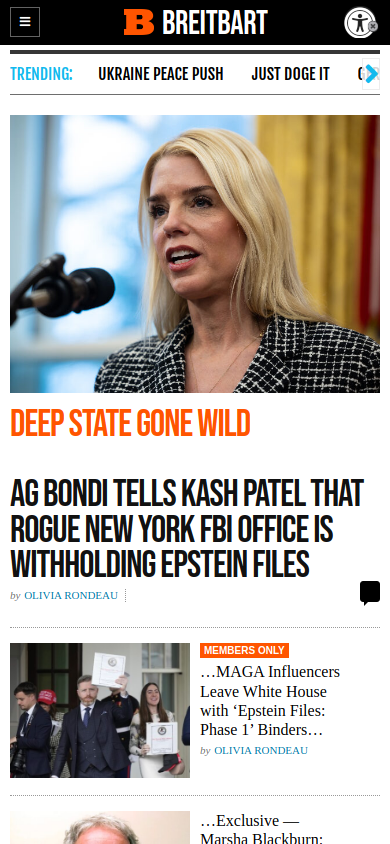 B BREITBART
TRENDING: UKRAINE PEACE PUSH JUST DOGE IT
DEEP STATE GONE WILD
AG BONDI TELLS KASH PATEL THAT
ROGUE NEW YORK FBI OFFICE IS
WITHHOLDING EPSTEIN FILES
by OLIVIA RONDEAU
MEMBERS ONLY
…MAGA Influencers
Leave White House
with ‘Epstein Files:
Phase 1’ Binders…
by OLIVIA RONDEAU
…Exclusive —
Marsha Blackburn: